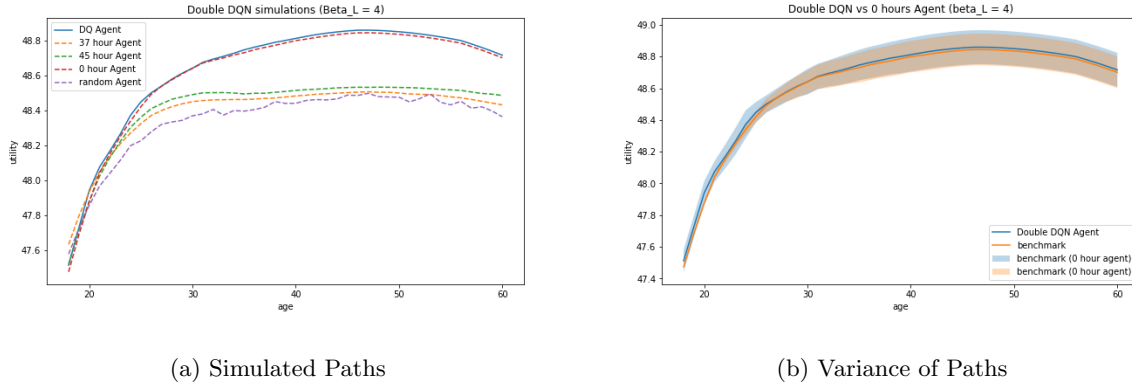 Double DQN simulations (Beta_L = 4)
DQ Agent
37 hour Agent
45 hour Agent
0 hour Agent
random Agent
utility
48.8
48.6
48.4
48.2
48.0
47.8
47.6
20
30
40
50
60
age
(a) Simulated Paths
Double DQN vs 0 hours Agent (beta_L = 4)
utility
49.0
48.8
48.6
48.4
48.2
48.0
47.8
47.6
47.4
Double DQN Agent
benchmark
benchmark (0 hour agent)
benchmark (0 hour agent)
20
30
40
50
60
age
(b) Variance of Paths